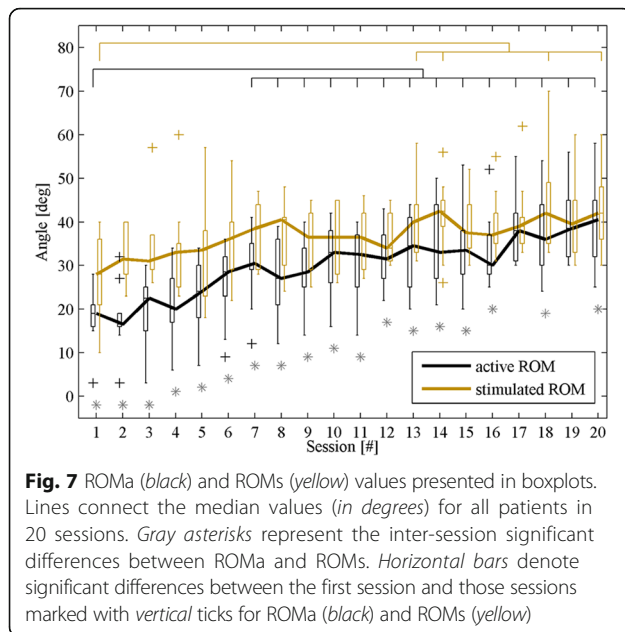 80
70
60
50
40
30
20
10
0
Angle [deg]
1 2 3 4 5 6 7 8 9 10 11 12 13 14 15 16 17 18 19 20
Session [#]
active ROM
stimulated ROM
Fig. 7 ROMa (black) and ROMs (yellow) values presented in boxplots.
Lines connect the median values (in degrees) for all patients in
20 sessions. Gray asterisks represent the inter-session significant
differences between ROMa and ROMs. Horizontal bars denote
significant differences between the first session and those sessions
marked with vertical ticks for ROMa (black) and ROMs (yellow)